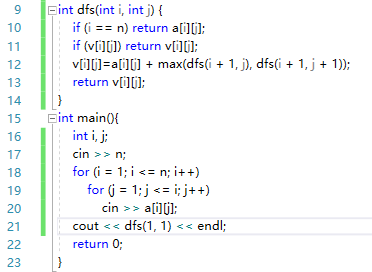 9 int dfs(int i, int j) {
10 if (i == n) return a[i][j];
11 if (v[i][j]) return v[i][j];
12 v[i][j]=a[i][j] + max(dfs(i + 1, j), dfs(i + 1, j + 1));
13 return v[i][j];
14 }
15 int main(){
16 int i, j;
17 cin >> n;
18 for (i = 1; i <= n; i++)
19 for (j = 1; j <= i; j++)
20 cin >> a[i][j];
21 cout << dfs(1, 1) << endl;
22 return 0;
23 }